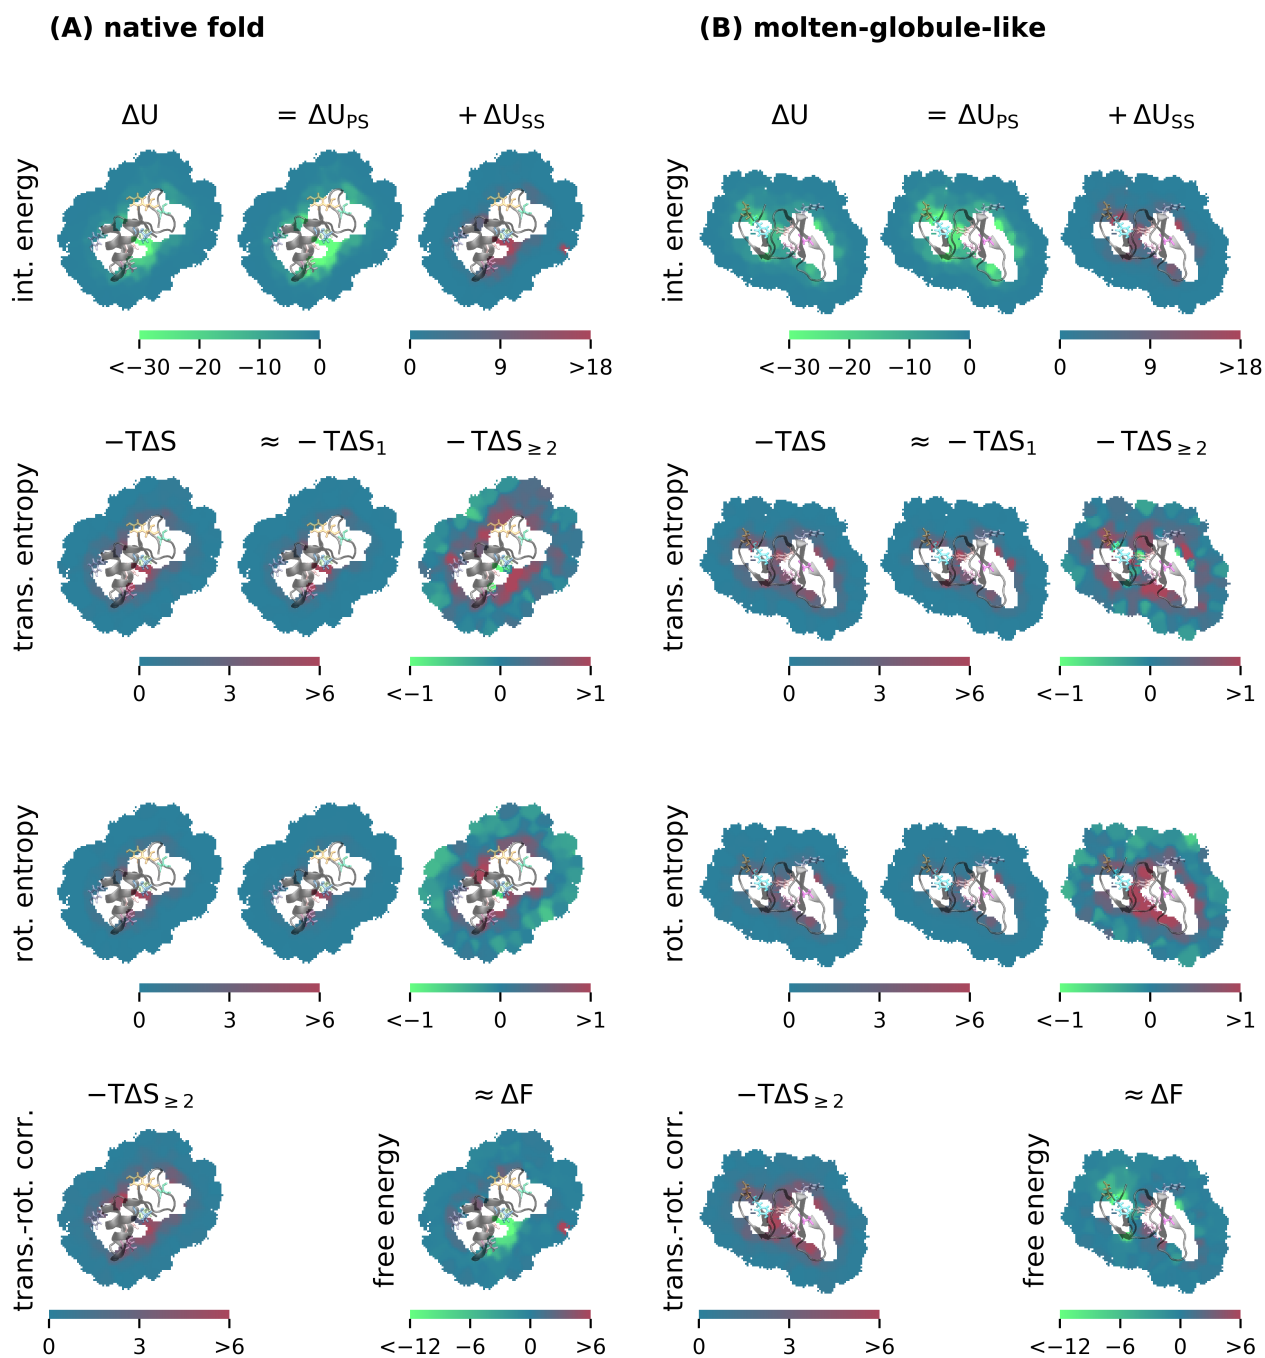 (A) native fold (B) molten-globule-like
ΔU = ΔU_PS + ΔU_SS ΔU = ΔU_PS + ΔU_SS
int. energy int. energy
<−30 −20 −10 0 0 9 >18 <−30 −20 −10 0 0 9 >18
−TΔS ≈ −TΔS_1 −TΔS_≥2 −TΔS ≈ −TΔS_1 −TΔS_≥2
trans. entropy trans. entropy
0 3 >6 <−1 0 >1 0 3 >6 <−1 0 >1
rot. entropy rot. entropy
0 3 >6 <−1 0 >1 0 3 >6 <−1 0 >1
−TΔS_≥2 ≈ ΔF −TΔS_≥2 ≈ ΔF
trans.-rot. corr. free energy trans.-rot. corr. free energy
0 3 >6 <−12 −6 0 >6 0 3 >6 <−12 −6 0 >6